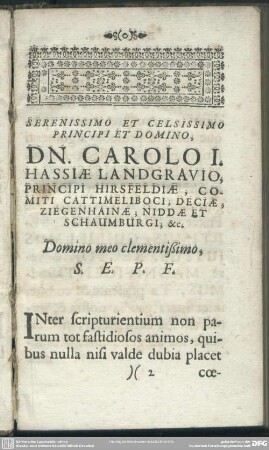 (o)
SERENISSIMO ET CELSISSIMO
PRINCIPI ET DOMINO,
DN. CAROLO I.
HASSIÆ LANDGRAVIO,
PRINCIPI HIRSFELDIÆ, CO-
MITI CATTIMELIBOCI, DECIÆ,
ZIEGENHAINÆ, NIDDÆ ET
SCHAUMBURGI, &c.
Domino meo clementißimo,
S. E. P. F.
INter scripturientium non pa-
rum tot fastidiosos animos, qui-
bus nulla nisi valde dubia placet
)( 2 cœ-
DFG